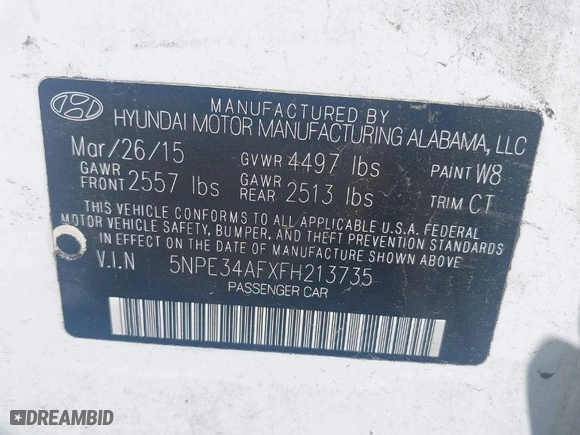 MANUFACTURED BY
HYUNDAI MOTOR MANUFACTURING ALABAMA, LLC
Mar/26/15 GVWR 4497 lbs PAINT W8
GAWR FRONT 2557 lbs GAWR REAR 2513 lbs TRIM CT
THIS VEHICLE CONFORMS TO ALL APPLICABLE U.S.A. FEDERAL
MOTOR VEHICLE SAFETY, BUMPER, AND THEFT PREVENTION STANDARDS
IN EFFECT ON THE DATE OF MANUFACTURE SHOWN ABOVE.
V.I.N 5NPE34AFXFH213735
PASSENGER CAR
DREAMBID